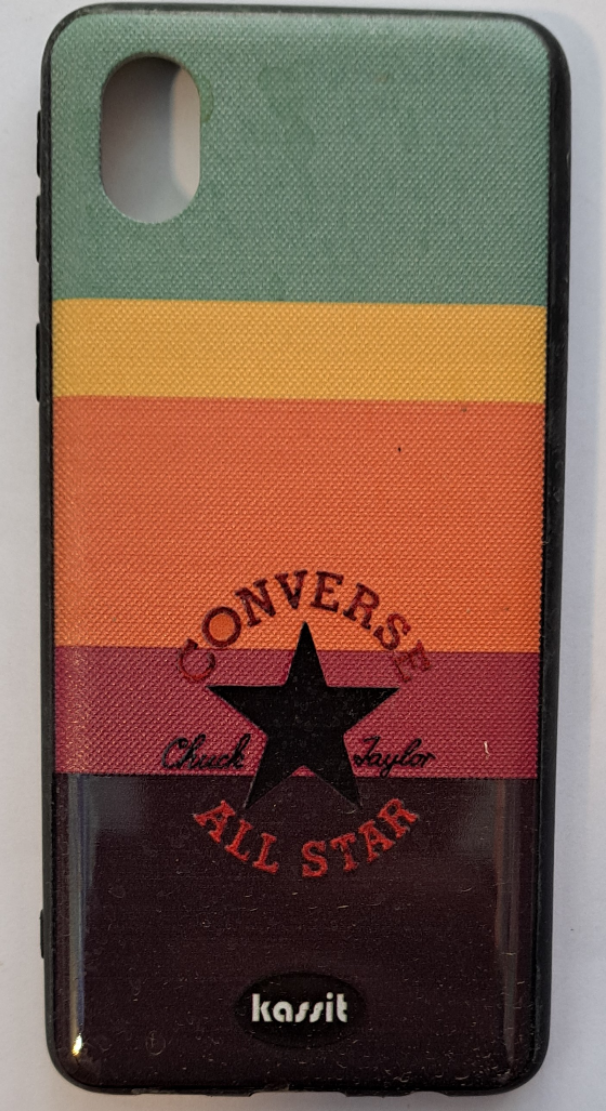 CONVERSE
Chuck Taylor
ALL STAR
kassit